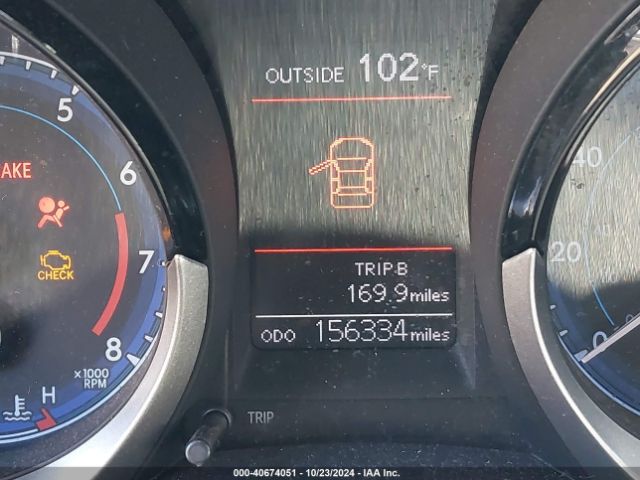 OUTSIDE 102°F
5
AKE
6
40
CHECK
7
20
TRIP B
169.9 miles
ODO 156334 miles
8
0
x1000
RPM
H
TRIP
000-40674051 | 10/23/2024 | IAA Inc.